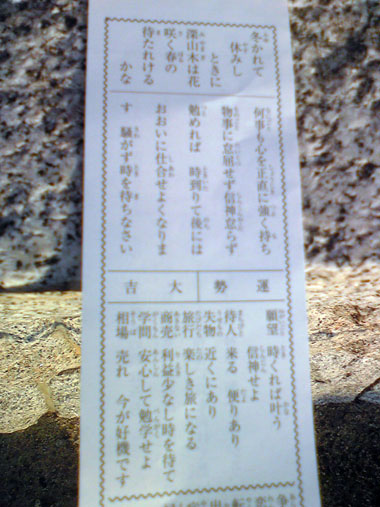 冬かれて
休みし
ときに
深山木は花
咲く春の
待たれける
かな
何事も心を正直に強く持ち
物事に怠屈せず信神怠らず
勉めれば 時到りて後には
おおいに仕合せよくなりま
す 騒がず時を待ちなさい
運勢
大吉
願望 時くれば叶う
信神せよ
待人 来る 便りあり
失物 近くにあり
旅行 楽しき旅になる
商売 利益少なし時を待て
学問 安心して勉学せよ
相場 売れ 今が好機です
争